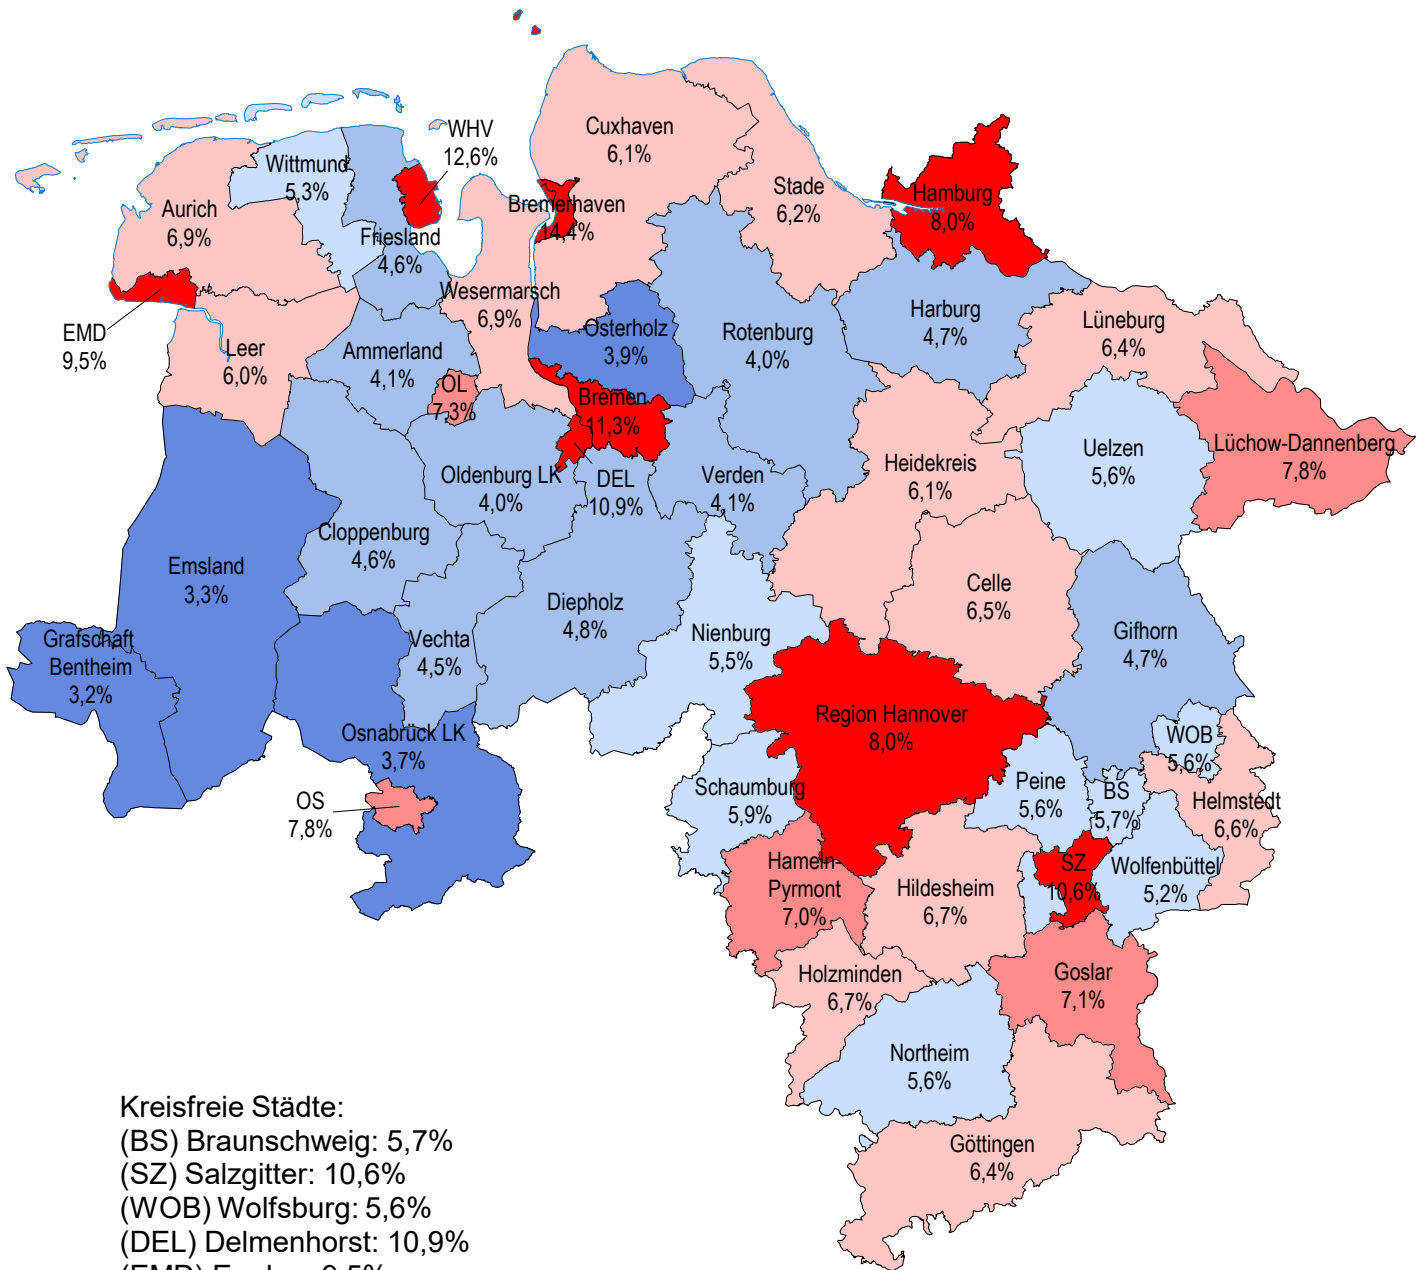 WHV
12,6%
Cuxhaven
6,1%
Wittmund
5,3%
Stade
6,2%
Hamburg
8,0%
Aurich
6,9%
Bremerhaven
14,4%
Friesland
4,6%
Wesermarsch
6,9%
EMD
9,5%
Leer
6,0%
Ammerland
4,1%
OL
7,3%
Osterholz
3,9%
Rotenburg
4,0%
Harburg
4,7%
Lüneburg
6,4%
Bremen
11,3%
Lüchow-Dannenberg
7,8%
Uelzen
5,6%
Heidekreis
6,1%
Oldenburg LK
4,0%
DEL
10,9%
Verden
4,1%
Cloppenburg
4,6%
Emsland
3,3%
Celle
6,5%
Diepholz
4,8%
Nienburg
5,5%
Gifhorn
4,7%
Grafschaft
Bentheim
3,2%
Vechta
4,5%
Region Hannover
8,0%
Osnabrück LK
3,7%
WOB
5,6%
OS
7,8%
Schaumburg
5,9%
Peine
5,6%
BS
5,7%
Helmstedt
6,6%
Hameln-
Pyrmont
7,0%
Hildesheim
6,7%
SZ
10,6%
Wolfenbüttel
5,2%
Holzminden
6,7%
Goslar
7,1%
Northeim
5,6%
Göttingen
6,4%
Kreisfreie Städte:
(BS) Braunschweig: 5,7%
(SZ) Salzgitter: 10,6%
(WOB) Wolfsburg: 5,6%
(DEL) Delmenhorst: 10,9%
(EMD) Emden: 9,5%